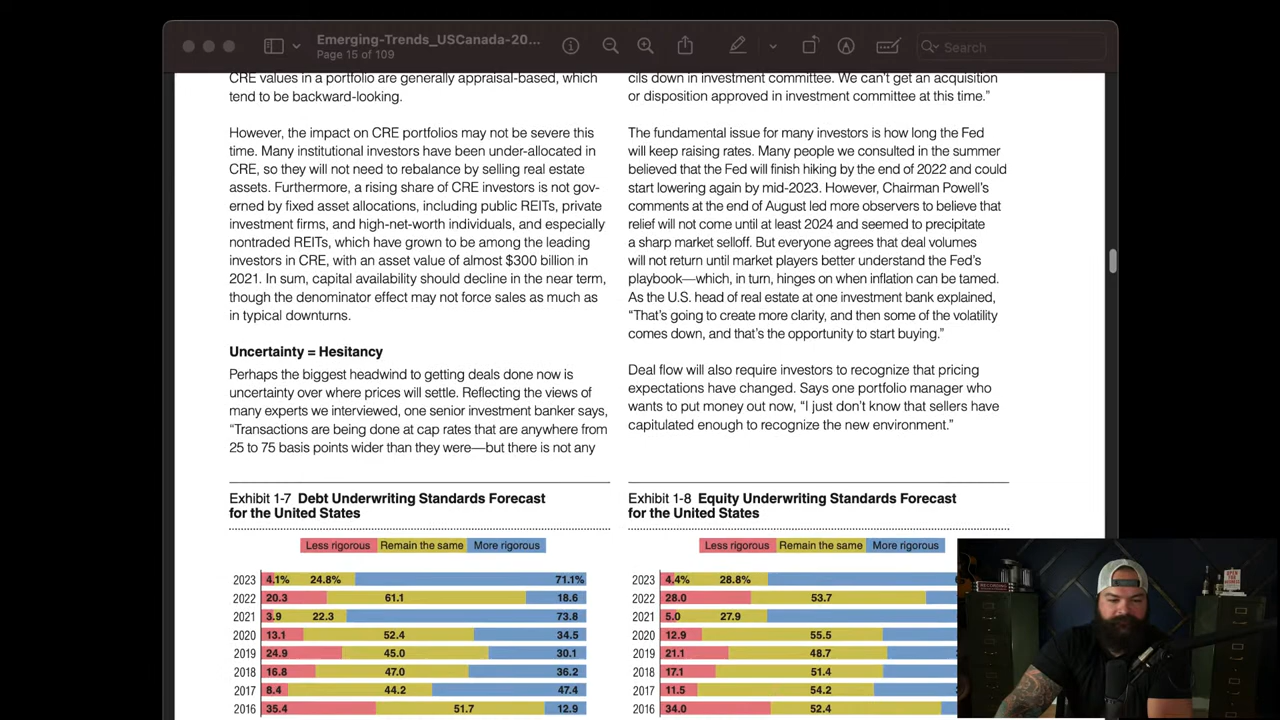 Emerging-Trends_USCanada-20...
Page 15 of 109
Search
CRE values in a portfolio are generally appraisal-based, which
tend to be backward-looking.
However, the impact on CRE portfolios may not be severe this
time. Many institutional investors have been under-allocated in
CRE, so they will not need to rebalance by selling real estate
assets. Furthermore, a rising share of CRE investors is not gov-
erned by fixed asset allocations, including public REITs, private
investment firms, and high-net-worth individuals, and especially
nontraded REITs, which have grown to be among the leading
investors in CRE, with an asset value of almost $300 billion in
2021. In sum, capital availability should decline in the near term,
though the denominator effect may not force sales as much as
in typical downturns.
Uncertainty = Hesitancy
Perhaps the biggest headwind to getting deals done now is
uncertainty over where prices will settle. Reflecting the views of
many experts we interviewed, one senior investment banker says,
“Transactions are being done at cap rates that are anywhere from
25 to 75 basis points wider than they were—but there is not any
cils down in investment committee. We can’t get an acquisition
or disposition approved in investment committee at this time.”
The fundamental issue for many investors is how long the Fed
will keep raising rates. Many people we consulted in the summer
believed that the Fed will finish hiking by the end of 2022 and could
start lowering again by mid-2023. However, Chairman Powell’s
comments at the end of August led more observers to believe that
relief will not come until at least 2024 and seemed to precipitate
a sharp market selloff. But everyone agrees that deal volumes
will not return until market players better understand the Fed’s
playbook—which, in turn, hinges on when inflation can be tamed.
As the U.S. head of real estate at one investment bank explained,
“That’s going to create more clarity, and then some of the volatility
comes down, and that’s the opportunity to start buying.”
Deal flow will also require investors to recognize that pricing
expectations have changed. Says one portfolio manager who
wants to put money out now, “I just don’t know that sellers have
capitulated enough to recognize the new environment.”
Exhibit 1-7 Debt Underwriting Standards Forecast
for the United States
Less rigorous Remain the same More rigorous
2023 4.1% 24.8% 71.1%
2022 20.3 61.1 18.6
2021 3.9 22.3 73.8
2020 13.1 52.4 34.5
2019 24.9 45.0 30.1
2018 16.8 47.0 36.2
2017 8.4 44.2 47.4
2016 35.4 51.7 12.9
Exhibit 1-8 Equity Underwriting Standards Forecast
for the United States
Less rigorous Remain the same More rigorous
2023 4.4% 28.8%
2022 28.0 53.7
2021 5.0 27.9
2020 12.9 55.5
2019 21.1 48.7
2018 17.1 51.4
2017 11.5 54.2
2016 34.0 52.4